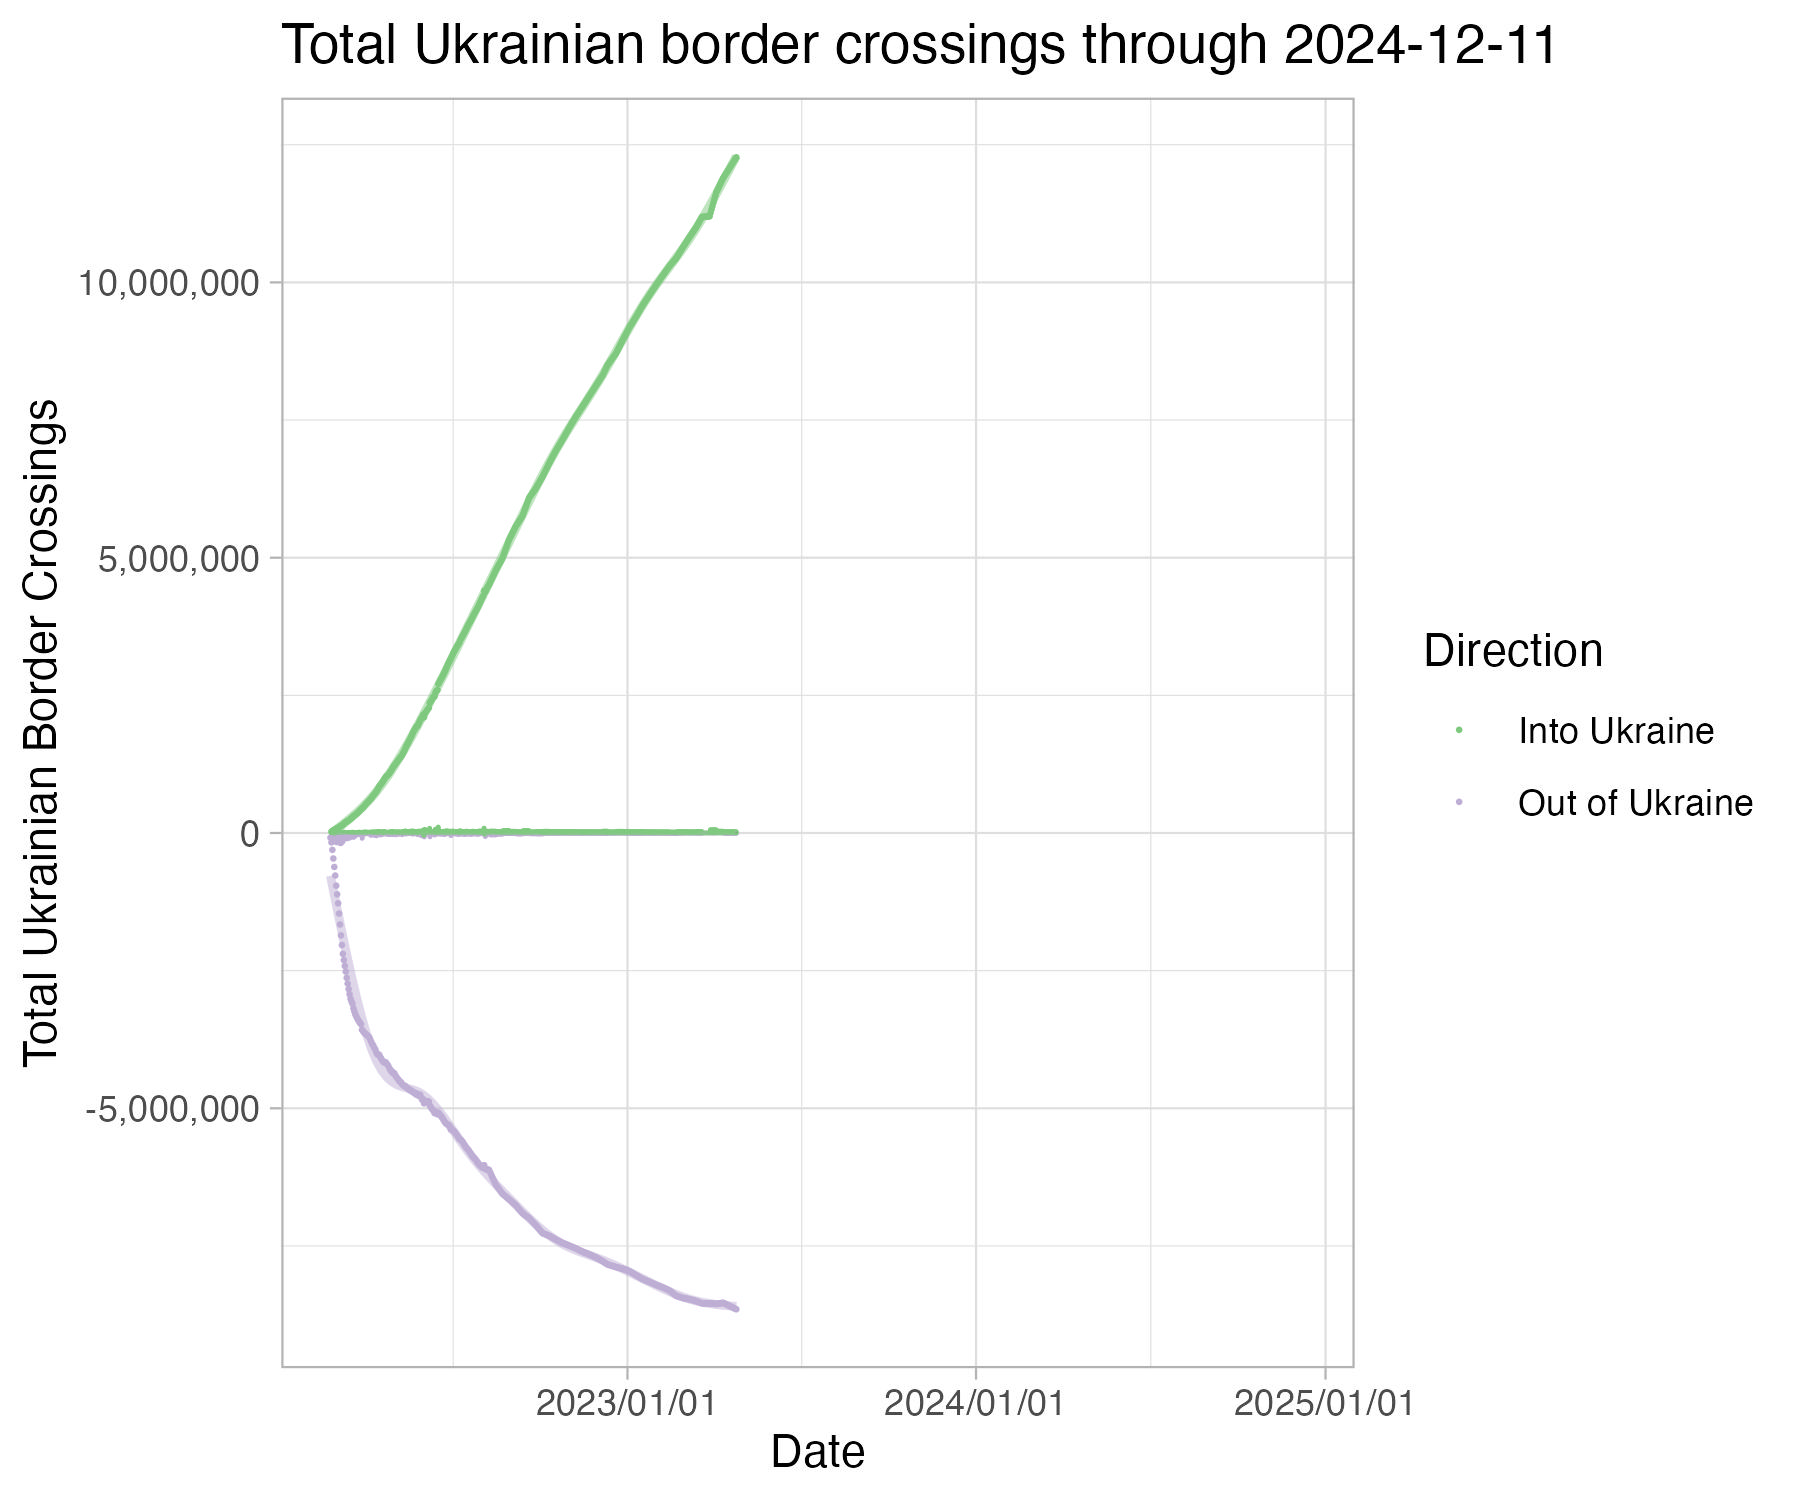 Total Ukrainian border crossings through 2024-12-11
Total Ukrainian Border Crossings
10,000,000
5,000,000
0
-5,000,000
2023/01/01
2024/01/01
2025/01/01
Date
Direction
Into Ukraine
Out of Ukraine